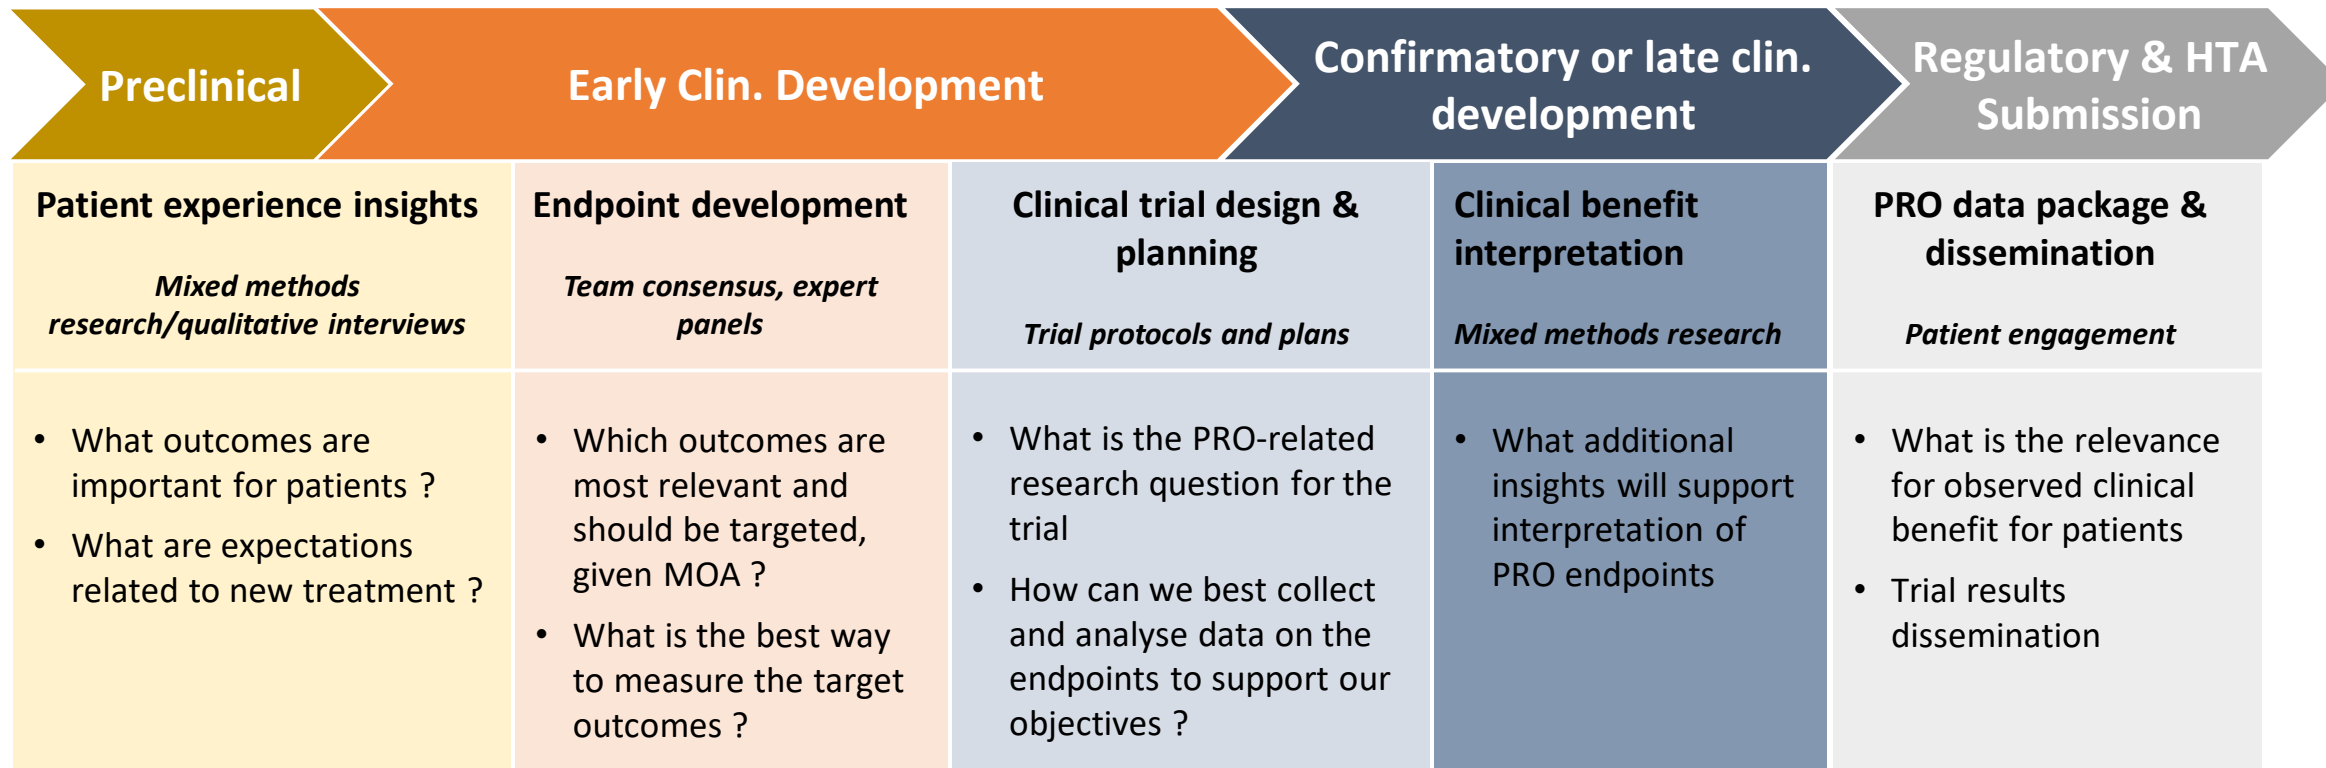 Preclinical
Early Clin. Development
Confirmatory or late clin.
development
Regulatory & HTA
Submission
Patient experience insights
Mixed methods
research/qualitative interviews
Endpoint development
Team consensus, expert
panels
Clinical trial design &
planning
Trial protocols and plans
Clinical benefit
interpretation
Mixed methods research
PRO data package &
dissemination
Patient engagement
• What outcomes are
important for patients ?
• What are expectations
related to new treatment ?
• Which outcomes are
most relevant and
should be targeted,
given MOA ?
• What is the best way
to measure the target
outcomes ?
• What is the PRO-related
research question for the
trial
• How can we best collect
and analyse data on the
endpoints to support our
objectives ?
• What additional
insights will support
interpretation of
PRO endpoints
• What is the relevance
for observed clinical
benefit for patients
• Trial results
dissemination